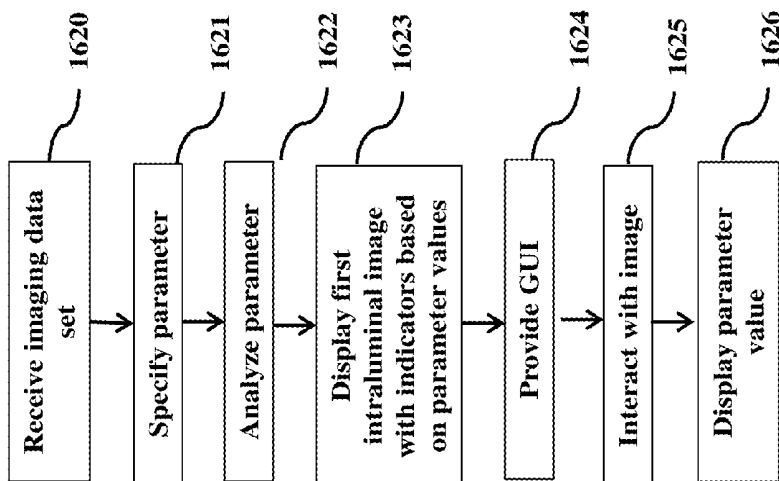 Receive imaging data
set
1620
Specify parameter
1621
Analyze parameter
1622
Display first
intraluminal image
with indicators based
on parameter values
1623
Provide GUI
1624
Interact with image
1625
Display parameter
value
1626